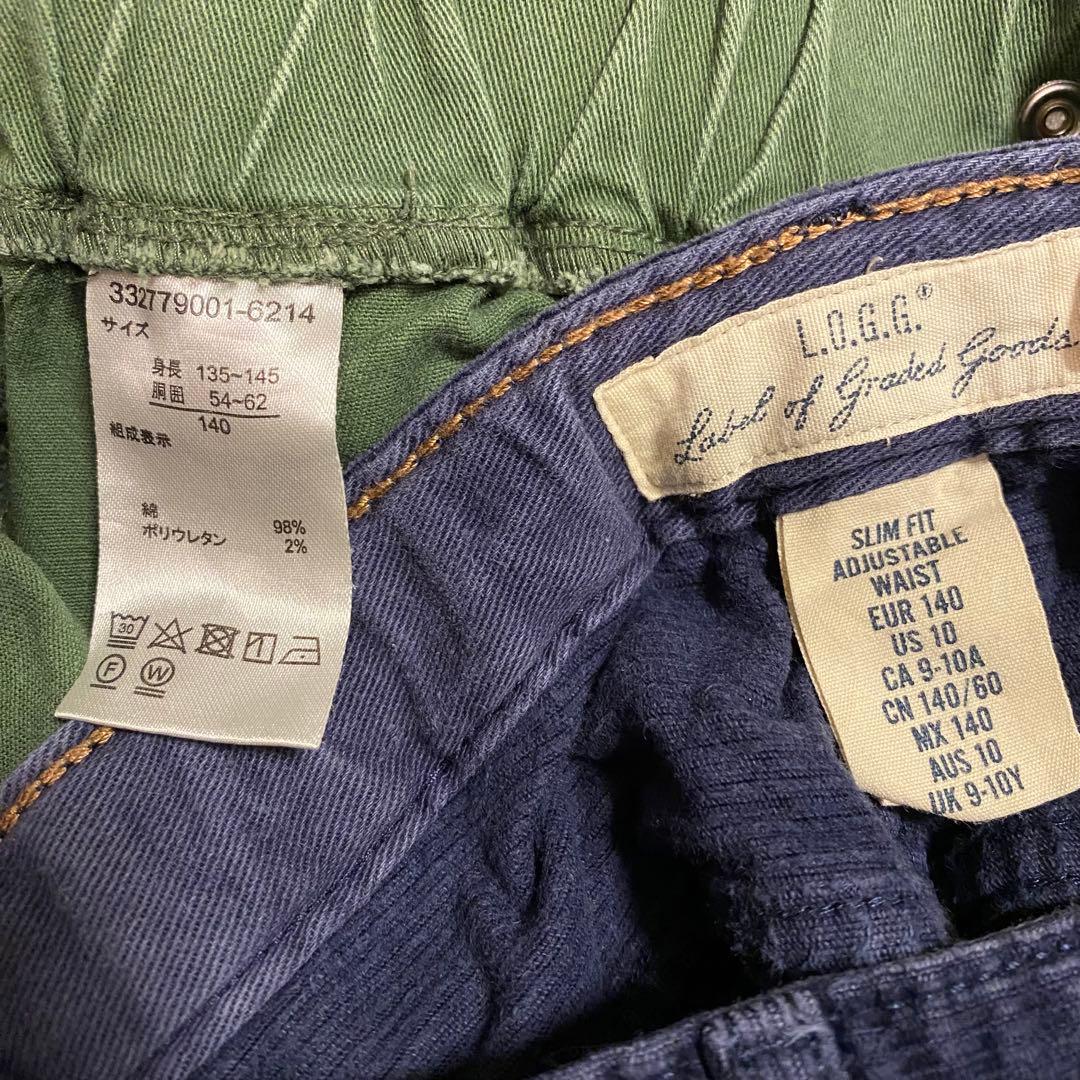 332779001-6214
サイズ
身長 135~145
胴囲 54~62
140
組成表示
綿 98%
ポリウレタン 2%
30
F W
L.O.G.G.®
Label of Graded Goods
SLIM FIT
ADJUSTABLE
WAIST
EUR 140
US 10
CA 9-10A
CN 140/60
MX 140
AUS 10
UK 9-10Y